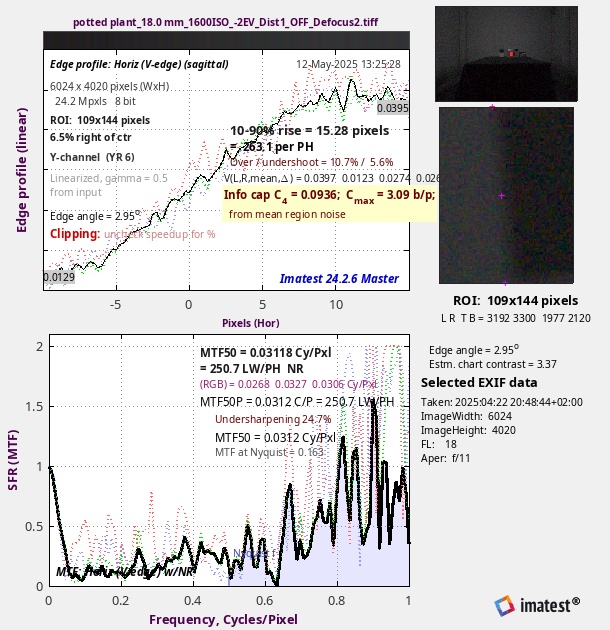 potted plant_18.0 mm_1600ISO_-2EV_Dist1_OFF_Defocus2.tiff
Edge profile: Horiz (V-edge) (sagittal)
12-May-2025 13:25:28
6024 x 4020 pixels (WxH)
24.2 Mpxls 8 bit
ROI: 109x144 pixels
6.5% right of ctr
Y-channel (YR 6)
Linearized, gamma = 0.5
from input
Edge angle = 2.95°
Clipping: uncheck speedup for %
0.0395
10-90% rise = 15.28 pixels
= 263.1 per PH
Over / undershoot = 10.7% / 5.6%
V(L,R,mean,Δ) = 0.0397 0.0123 0.0274 0.026
Info cap C4 = 0.0936; Cmax = 3.09 b/p;
from mean region noise
0.0129
Imatest 24.2.6 Master
Edge profile (linear)
-5 0 5 10
Pixels (Hor)
ROI: 109x144 pixels
L R T B = 3192 3300 1977 2120
Edge angle = 2.95°
Estm. chart contrast = 3.37
Selected EXIF data
Taken: 2025:04:22 20:48:44+02:00
ImageWidth: 6024
ImageHeight: 4020
FL: 18
Aper: f/11
MTF50 = 0.03118 Cy/Pxl
= 250.7 LW/PH NR
(RGB) = 0.0268 0.0327 0.0306 Cy/Pxl
MTF50P = 0.0312 C/P = 250.7 LW/PH
Undersharpening 24.7%
MTF50 = 0.0312 Cy/Pxl
MTF at Nyquist = 0.163
MTF: Horiz (V-edge) w/NR
SFR (MTF)
2
1.5
1
0.5
0
0 0.2 0.4 0.6 0.8 1
Frequency, Cycles/Pixel
imatest®